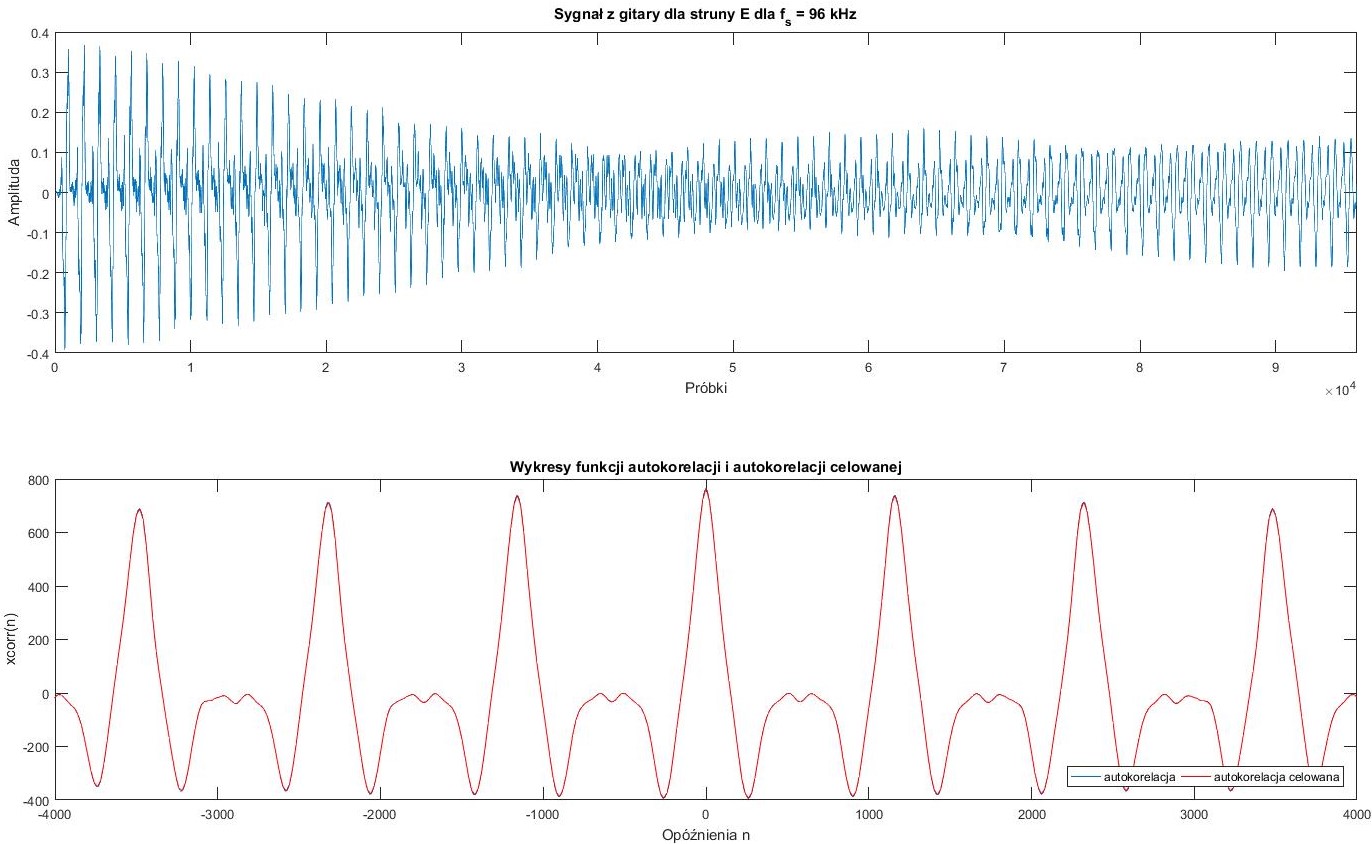 Sygnał z gitary dla struny E dla fs = 96 kHz
0.4
0.3
0.2
0.1
0
-0.1
-0.2
-0.3
-0.4
Amplituda
0 1 2 3 4 5 6 7 8 9
×10^4
Próbki
Wykresy funkcji autokorelacji i autokorelacji celowanej
800
600
400
200
0
-200
-400
xcorr(n)
autokorelacja autokorelacja celowana
-4000 -3000 -2000 -1000 0 1000 2000 3000 4000
Opóźnienia n